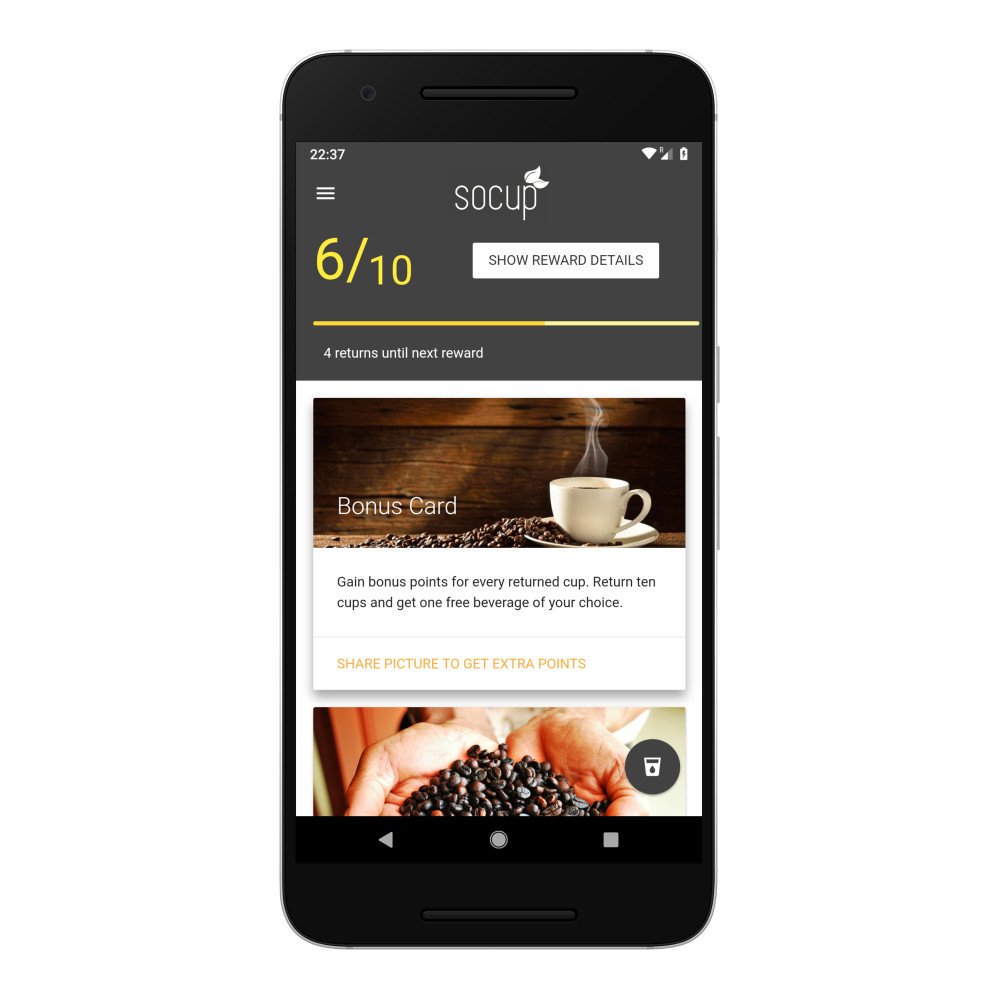 22:37
R
socup
6/10
SHOW REWARD DETAILS
4 returns until next reward
Bonus Card
Gain bonus points for every returned cup. Return ten
cups and get one free beverage of your choice.
SHARE PICTURE TO GET EXTRA POINTS